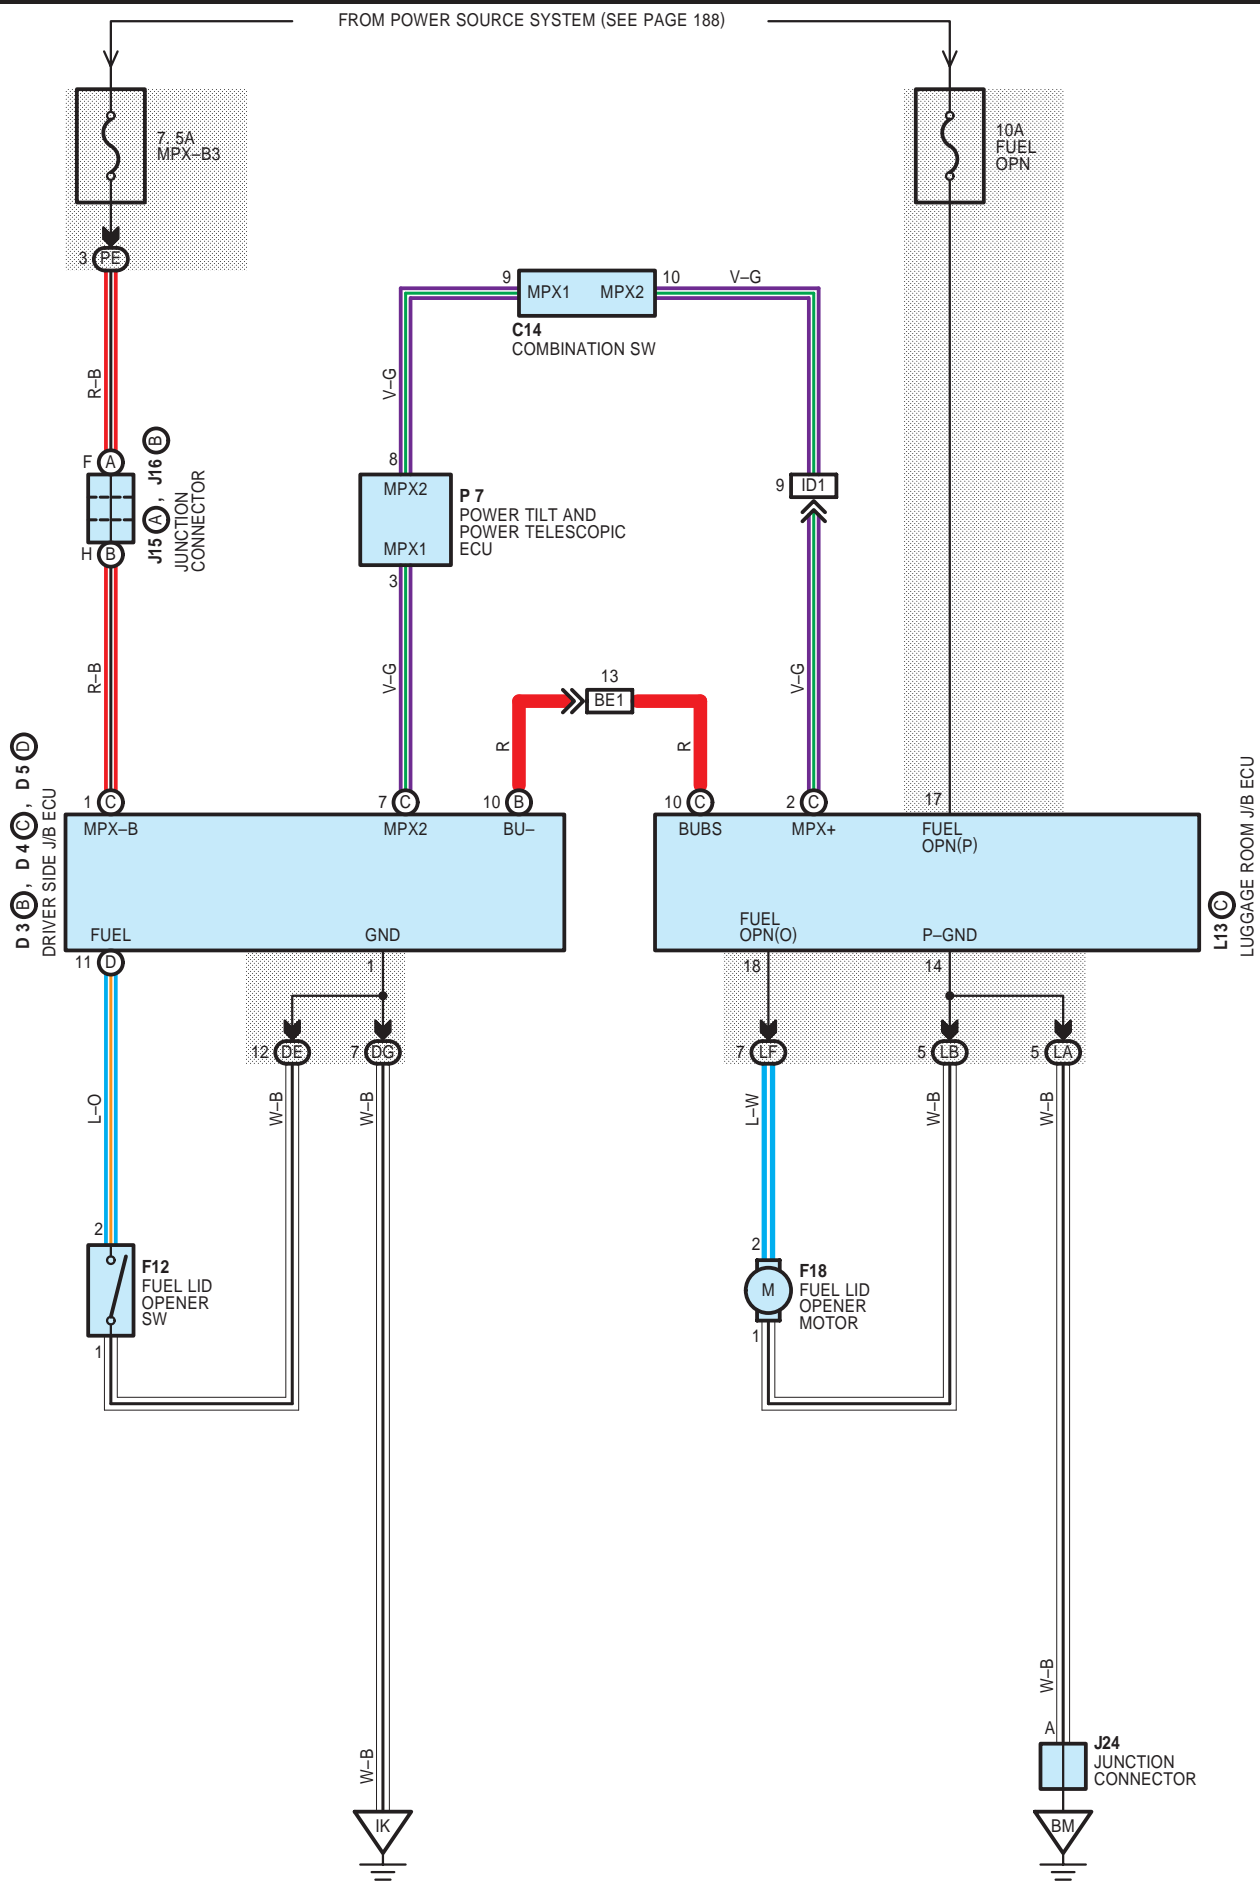 FROM POWER SOURCE SYSTEM (SEE PAGE 188)
7. 5A
MPX–B3
10A
FUEL
OPN
3 PE
9 MPX1 MPX2 10 V–G
C14
COMBINATION SW
R–B
V–G
F A
J15 A , J16 B
JUNCTION
CONNECTOR
H B
8
MPX2
MPX1
3
P 7
POWER TILT AND
POWER TELESCOPIC
ECU
9 ID1
R–B
V–G
R
13
BE1
R
V–G
D 3 B , D 4 C , D 5 D
DRIVER SIDE J/B ECU
1 C
7 C
10 B
10 C
2 C
17
MPX–B
MPX2
BU–
BUBS
MPX+
FUEL
OPN(P)
L13 C
LUGGAGE ROOM J/B ECU
FUEL
GND
FUEL
OPN(O)
P–GND
11 D
1
18
14
12 DE
7 DG
7 LF
5 LB
5 LA
L–O
W–B
W–B
L–W
W–B
W–B
2
F12
FUEL LID
OPENER
SW
1
2
M
F18
FUEL LID
OPENER
MOTOR
1
W–B
W–B
A
J24
JUNCTION
CONNECTOR
IK
BM